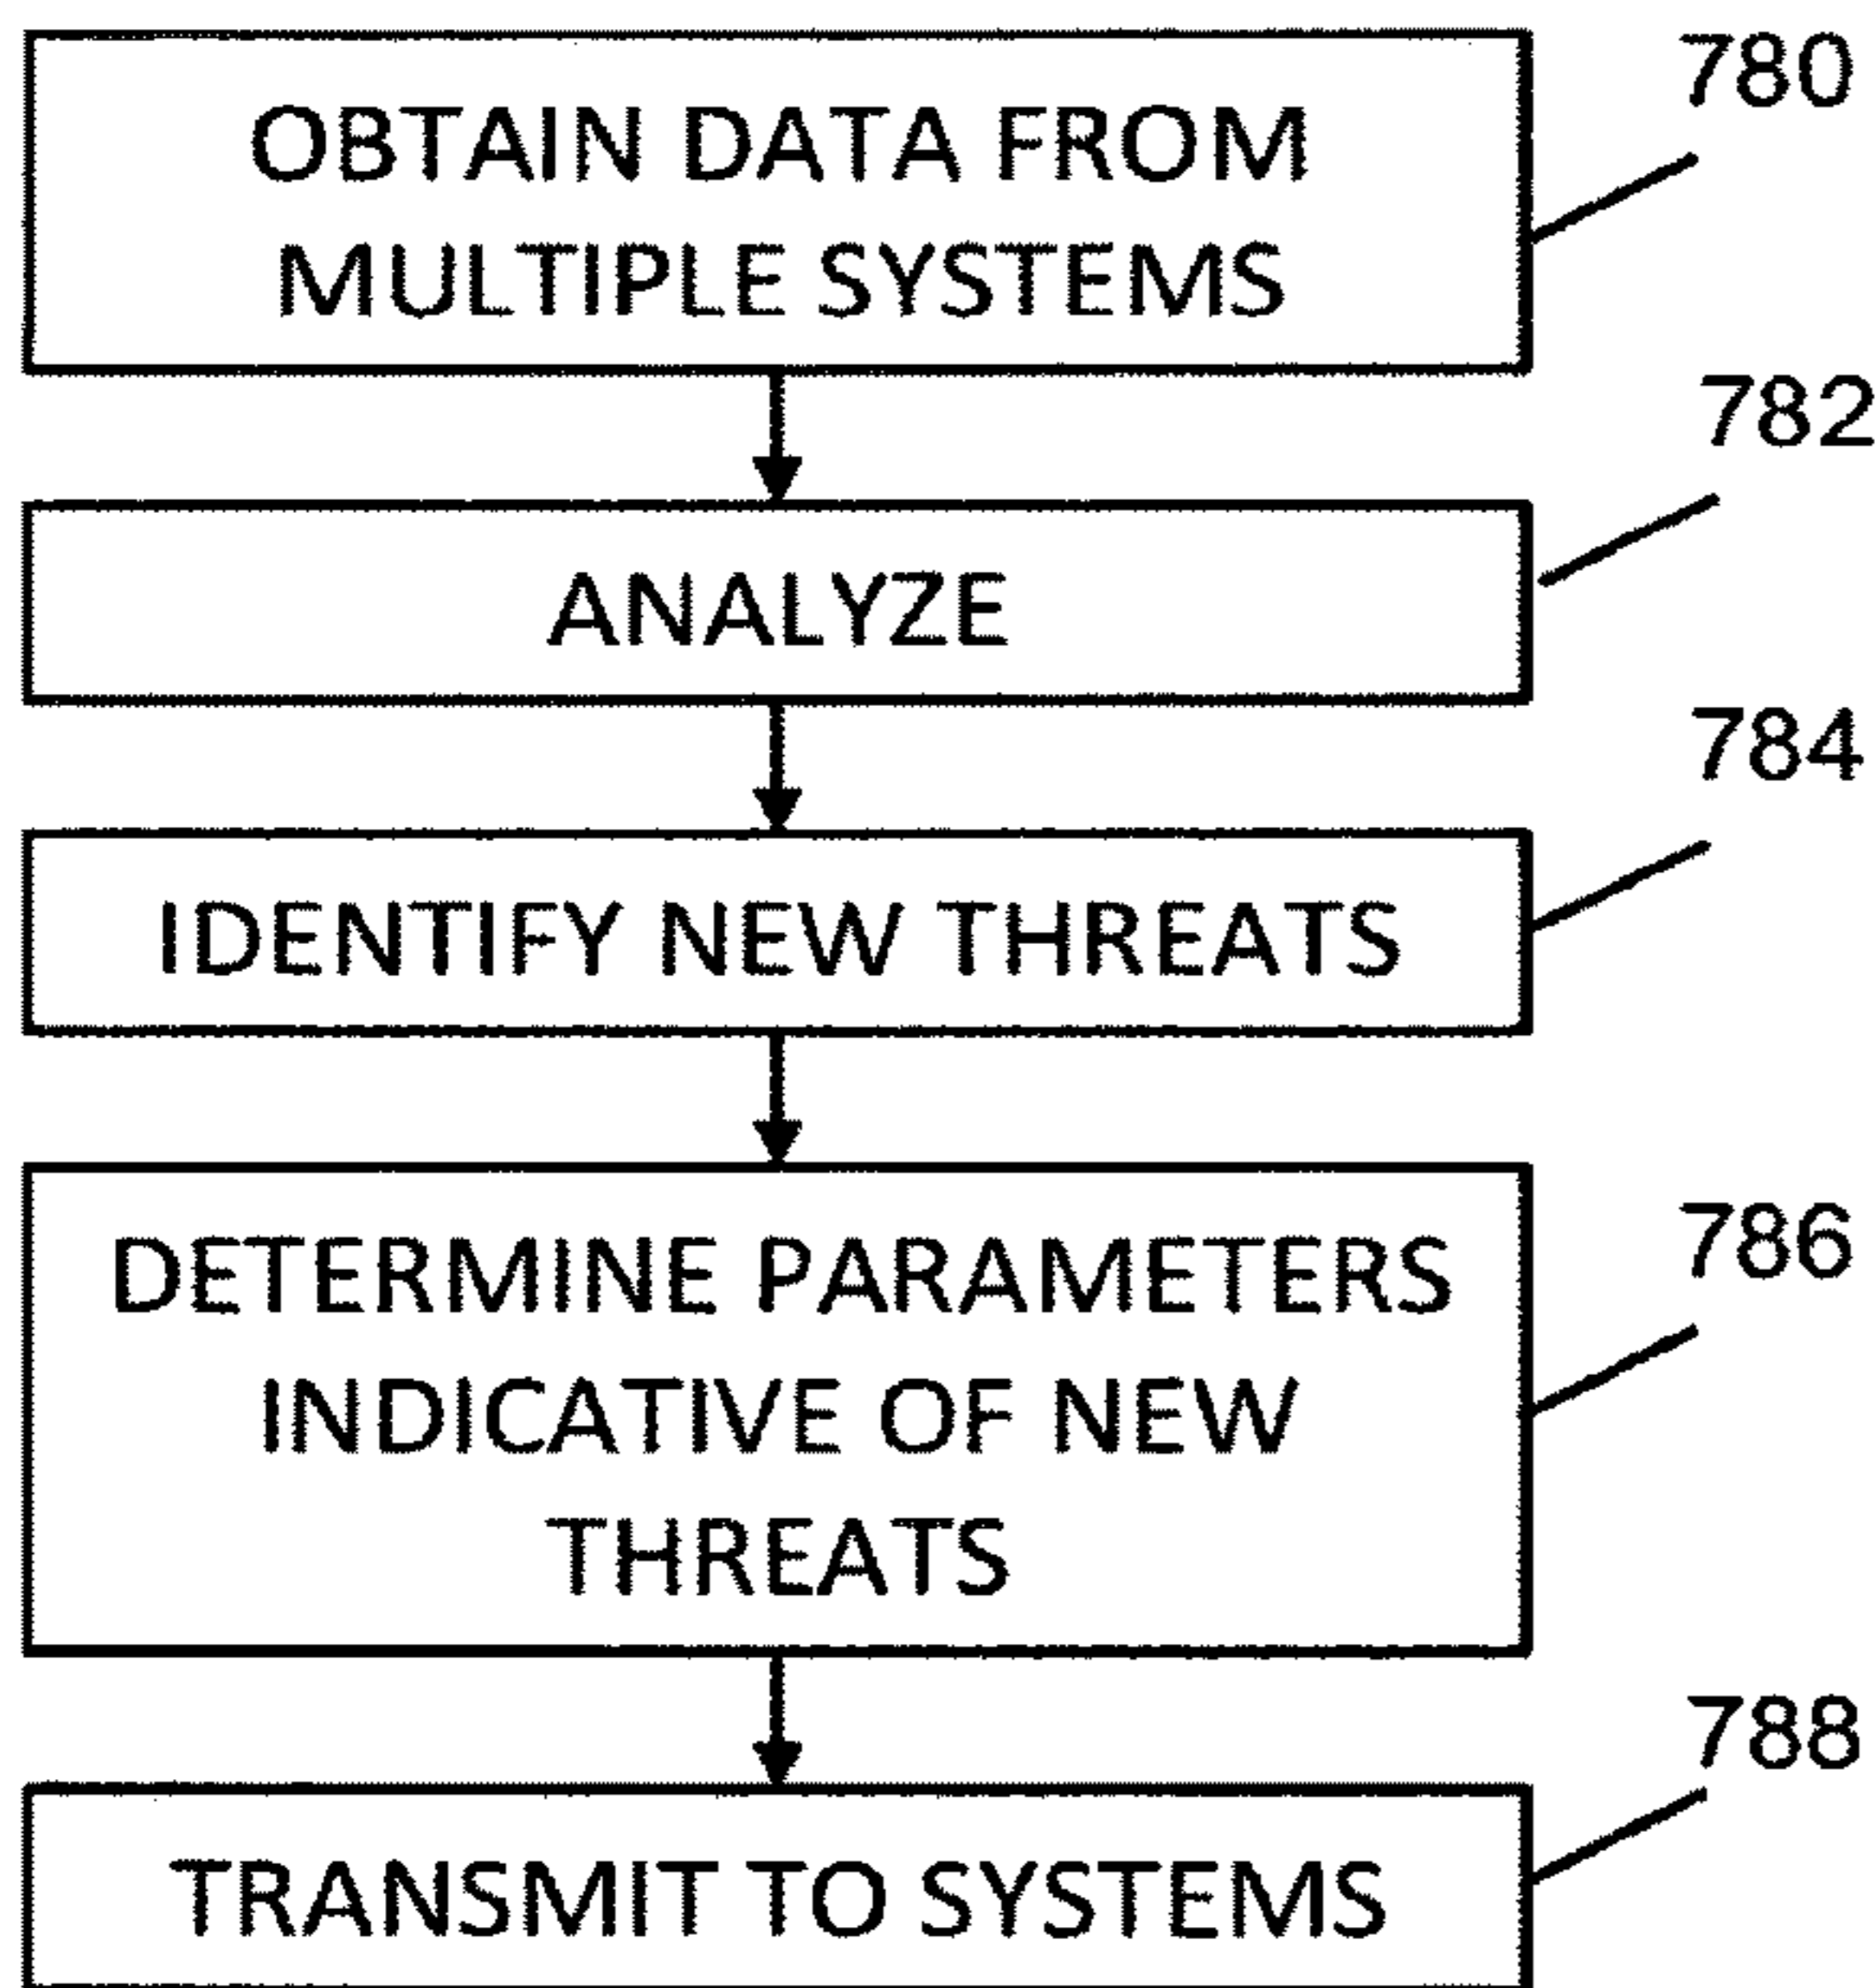 780
OBTAIN DATA FROM
MULTIPLE SYSTEMS
782
ANALYZE
784
IDENTIFY NEW THREATS
786
DETERMINE PARAMETERS
INDICATIVE OF NEW
THREATS
788
TRANSMIT TO SYSTEMS